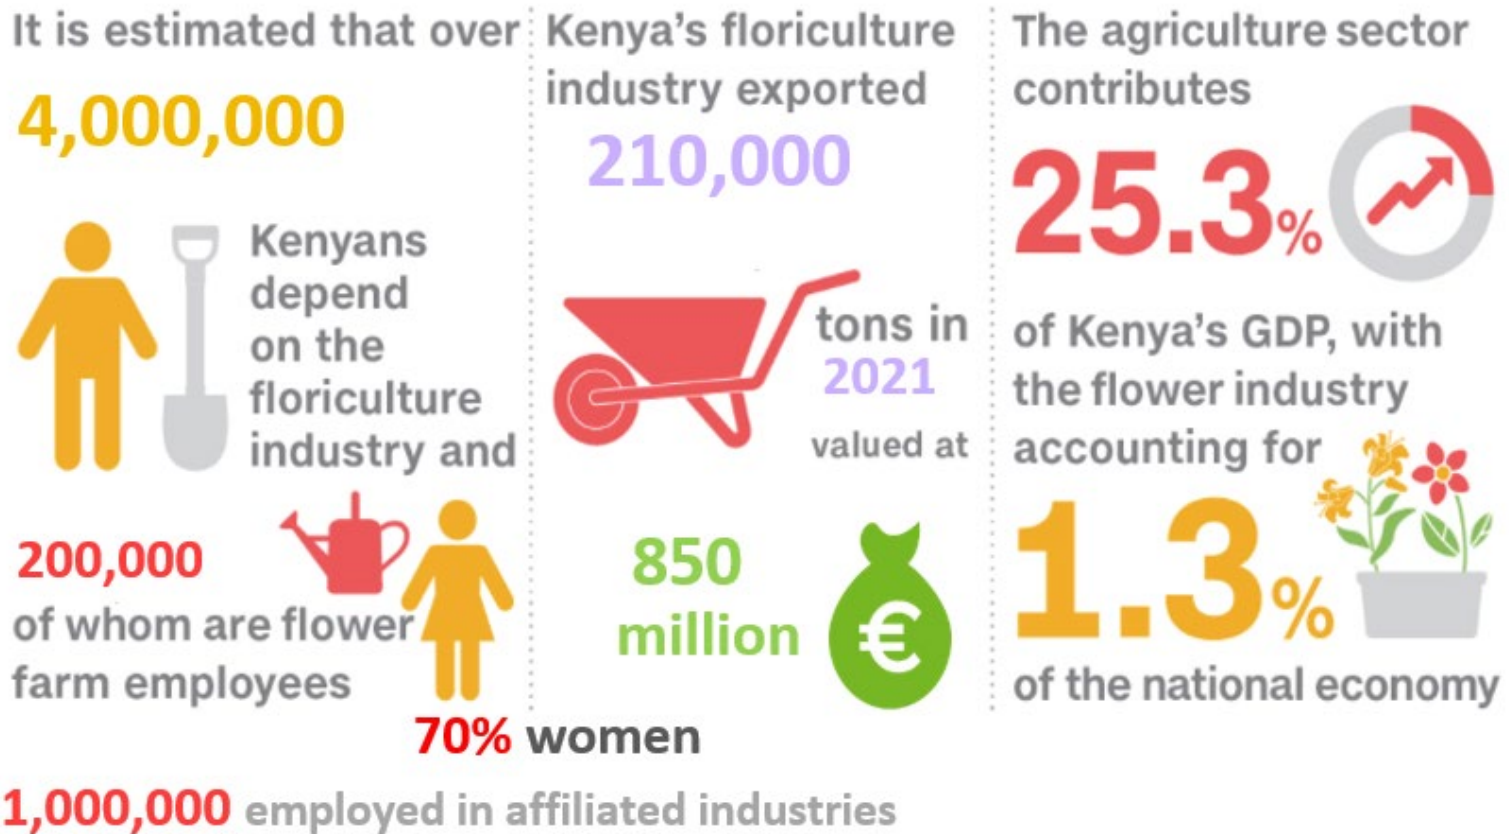 It is estimated that over
4,000,000
Kenyans
depend
on the
floriculture
industry and
200,000
of whom are flower
farm employees
70% women
1,000,000 employed in affiliated industries
Kenya's floriculture
industry exported
210,000
tons in
2021
valued at
850
million
€
The agriculture sector
contributes
25.3%
of Kenya's GDP, with
the flower industry
accounting for
1.3%
of the national economy